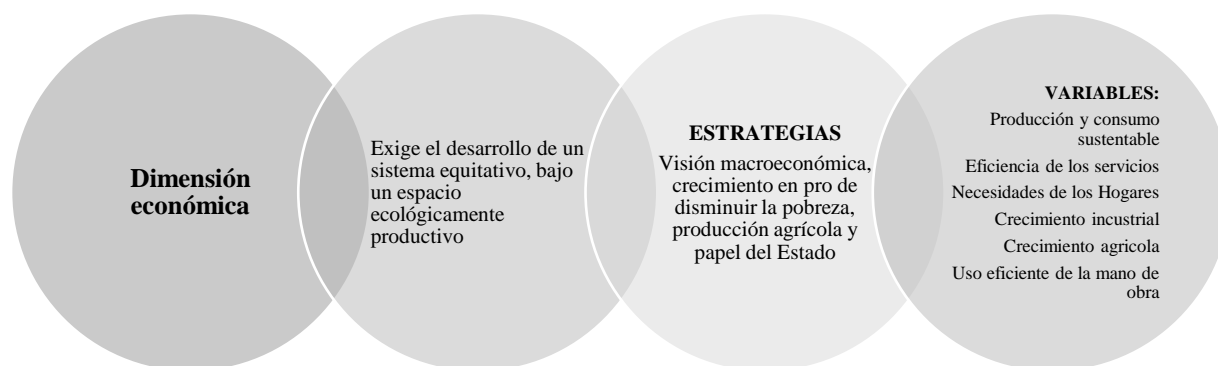 Dimensión
económica
Exige el desarrollo de un
sistema equitativo, bajo
un espacio
ecológicamente
productivo
ESTRATEGIAS
Visión macroeconómica,
crecimiento en pro de
disminuir la pobreza,
producción agrícola y
papel del Estado
VARIABLES:
Producción y consumo
sustentable
Eficiencia de los servicios
Necesidades de los Hogares
Crecimiento incustrial
Crecimiento agricola
Uso eficiente de la mano de
obra